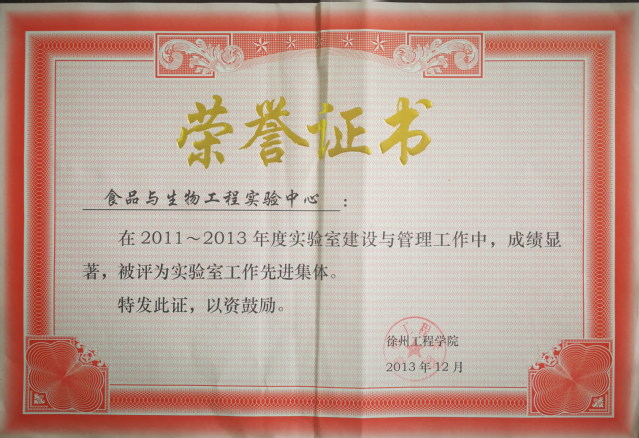 荣誉证书
食品与生物工程实验中心：
在2011～2013年度实验室建设与管理工作中，成绩显
著，被评为实验室工作先进集体。
特发此证，以资鼓励。
徐州工程学院
2013年12月